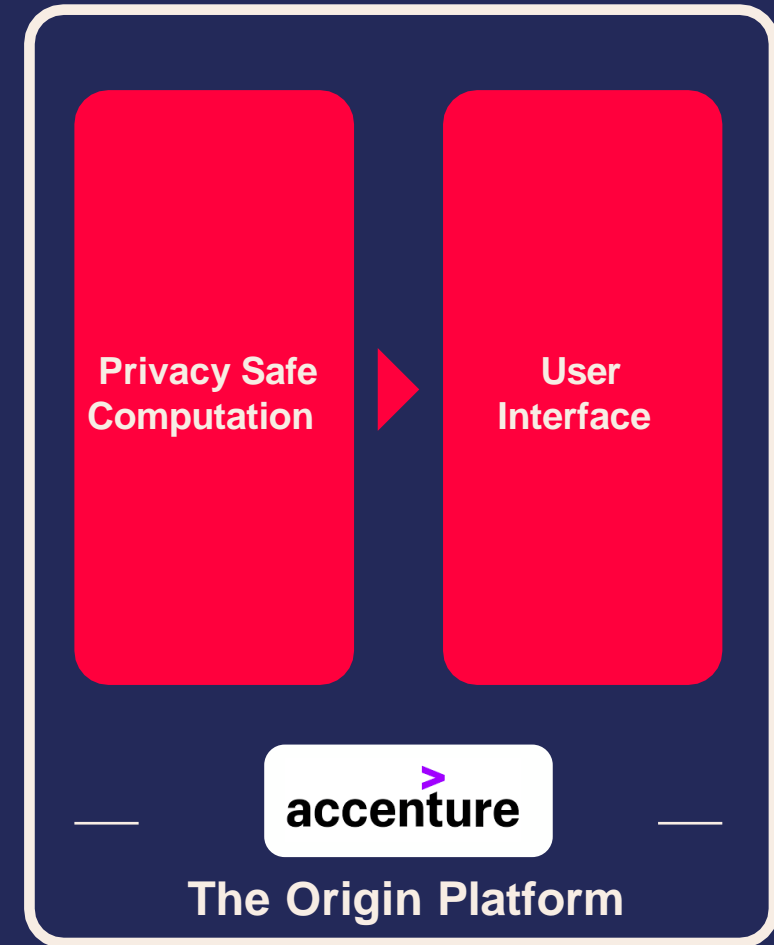 Privacy Safe
Computation
User
Interface
accenture
The Origin Platform